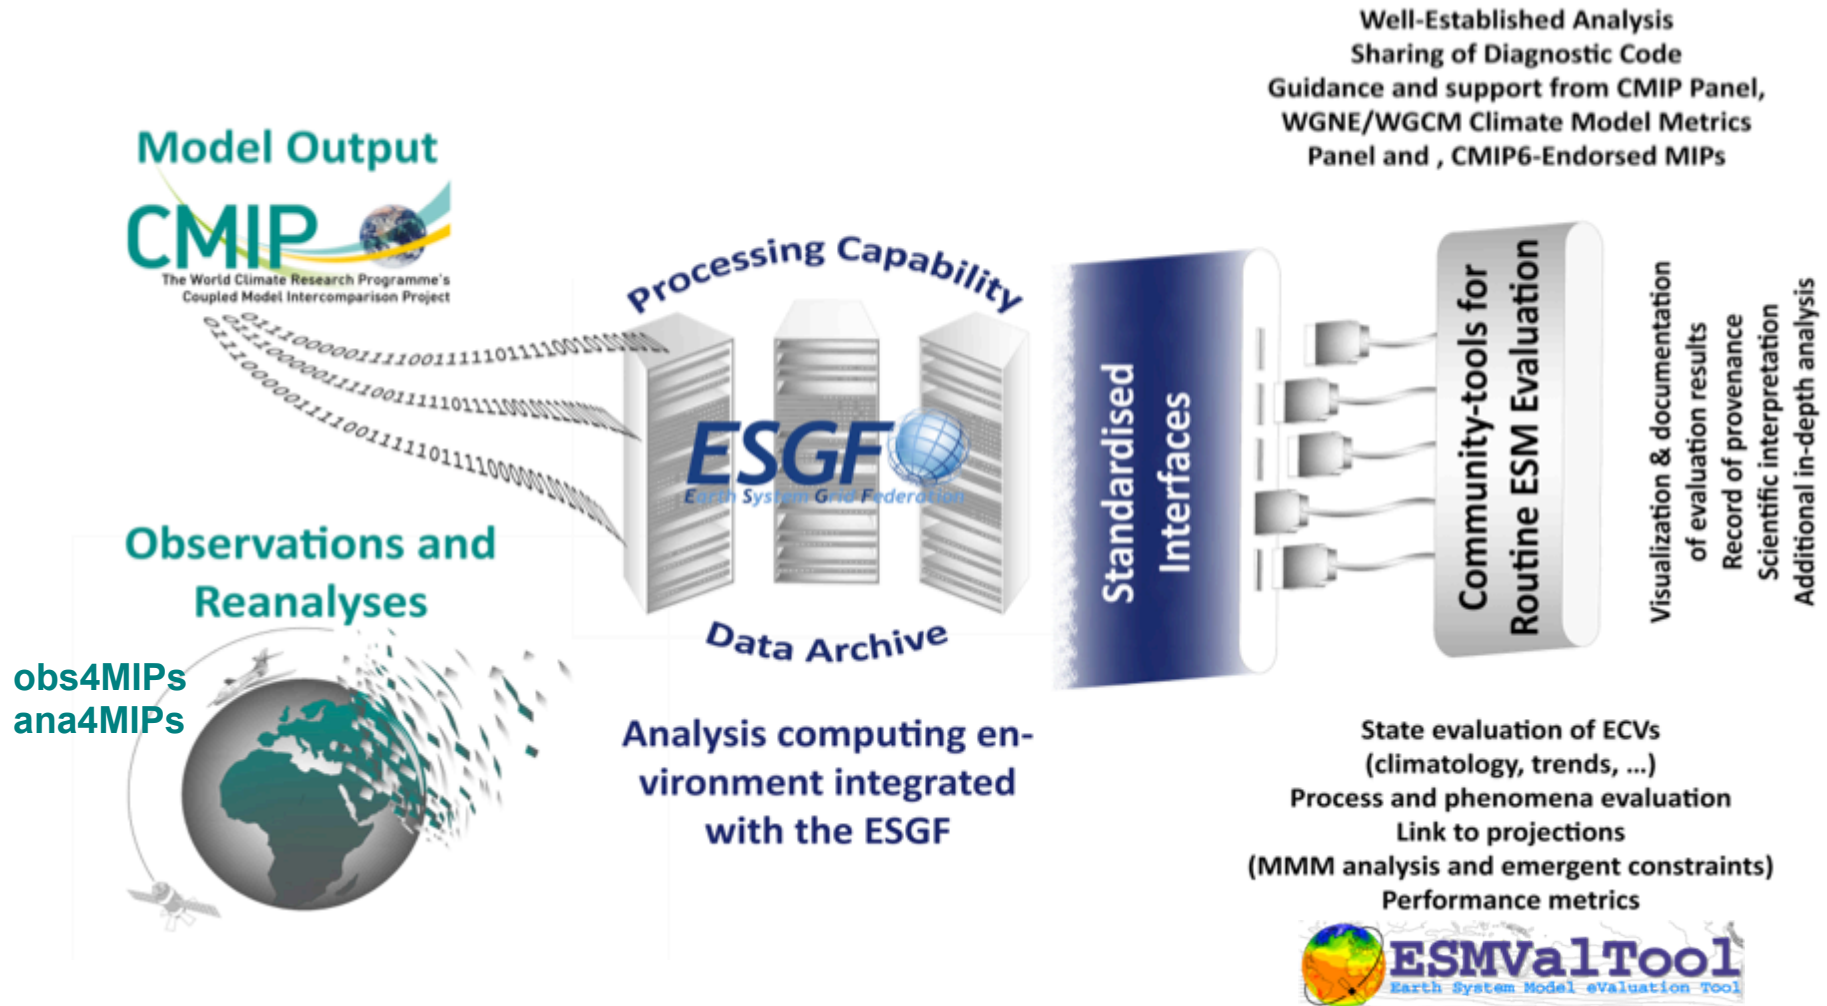 Model Output
CMIP
The World Climate Research Programme's
Coupled Model Intercomparison Project
Observations and
Reanalyses
obs4MIPs
ana4MIPs
Processing Capability
ESGF
Earth System Grid Federation
Data Archive
Analysis computing en-
vironment integrated
with the ESGF
Standardised
Interfaces
Well-Established Analysis
Sharing of Diagnostic Code
Guidance and support from CMIP Panel,
WGNE/WGCM Climate Model Metrics
Panel and , CMIP6-Endorsed MIPs
Community-tools for
Routine ESM Evaluation
Visualization & documentation
of evaluation results
Record of provenance
Scientific interpretation
Additional in-depth analysis
State evaluation of ECVs
(climatology, trends, ...)
Process and phenomena evaluation
Link to projections
(MMM analysis and emergent constraints)
Performance metrics
ESMValTool
Earth System Model eValuation Tool